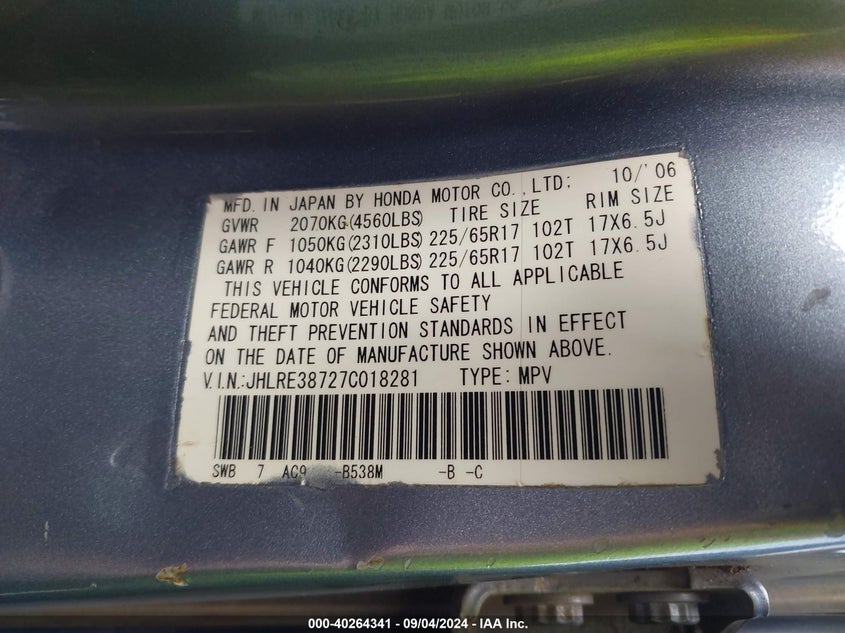 MFD. IN JAPAN BY HONDA MOTOR CO.,LTD; 10/'06
GVWR 2070KG(4560LBS) TIRE SIZE RIM SIZE
GAWR F 1050KG(2310LBS) 225/65R17 102T 17X6.5J
GAWR R 1040KG(2290LBS) 225/65R17 102T 17X6.5J
THIS VEHICLE CONFORMS TO ALL APPLICABLE
FEDERAL MOTOR VEHICLE SAFETY
AND THEFT PREVENTION STANDARDS IN EFFECT
ON THE DATE OF MANUFACTURE SHOWN ABOVE.
V.I.N.:JHLRE38727C018281 TYPE: MPV
SWB 7 -B538M -B -C
000-40264341 - 09/04/2024 - IAA Inc.